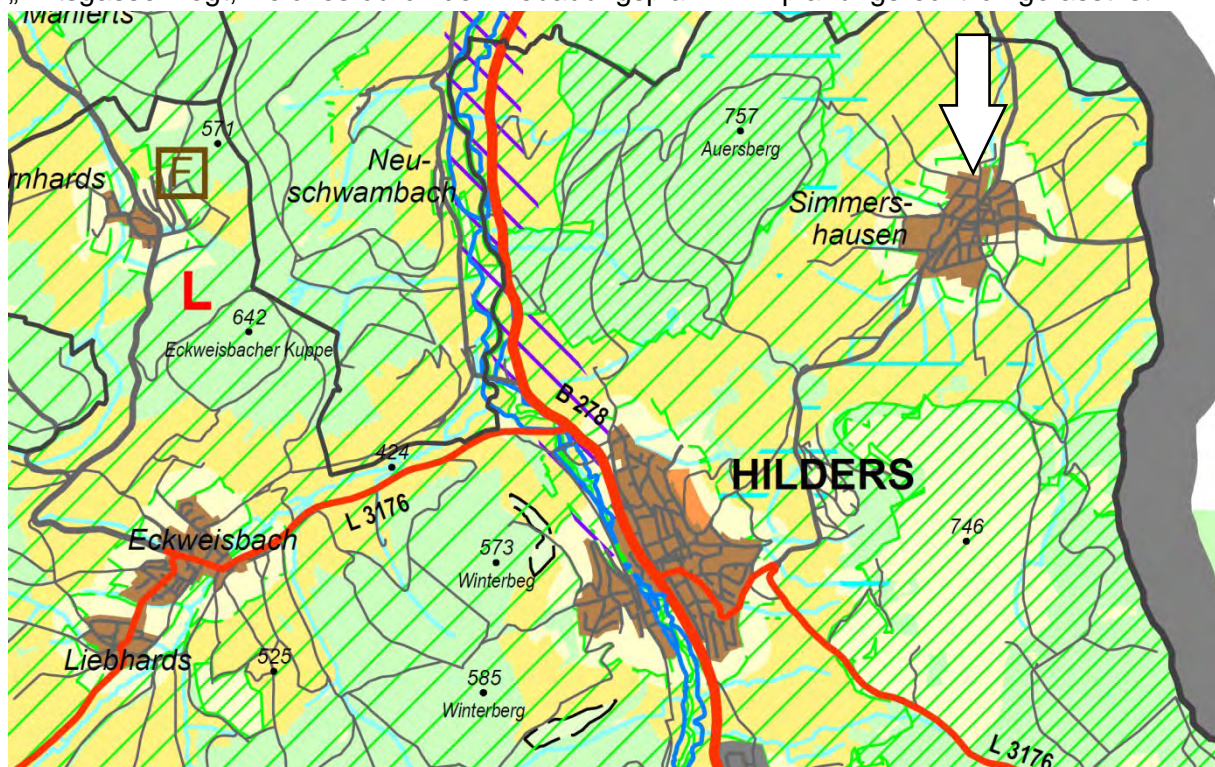 Mahlerts
571
F
rnhards
L
642
Eckweisbacher Kuppe
Neu-
schwambach
757
Auersberg
Simmers-
hausen
B 278
424
L 3176
HILDERS
Eckweisbach
573
Winterbeg
746
Liebhards
525
585
Winterberg
L 3176